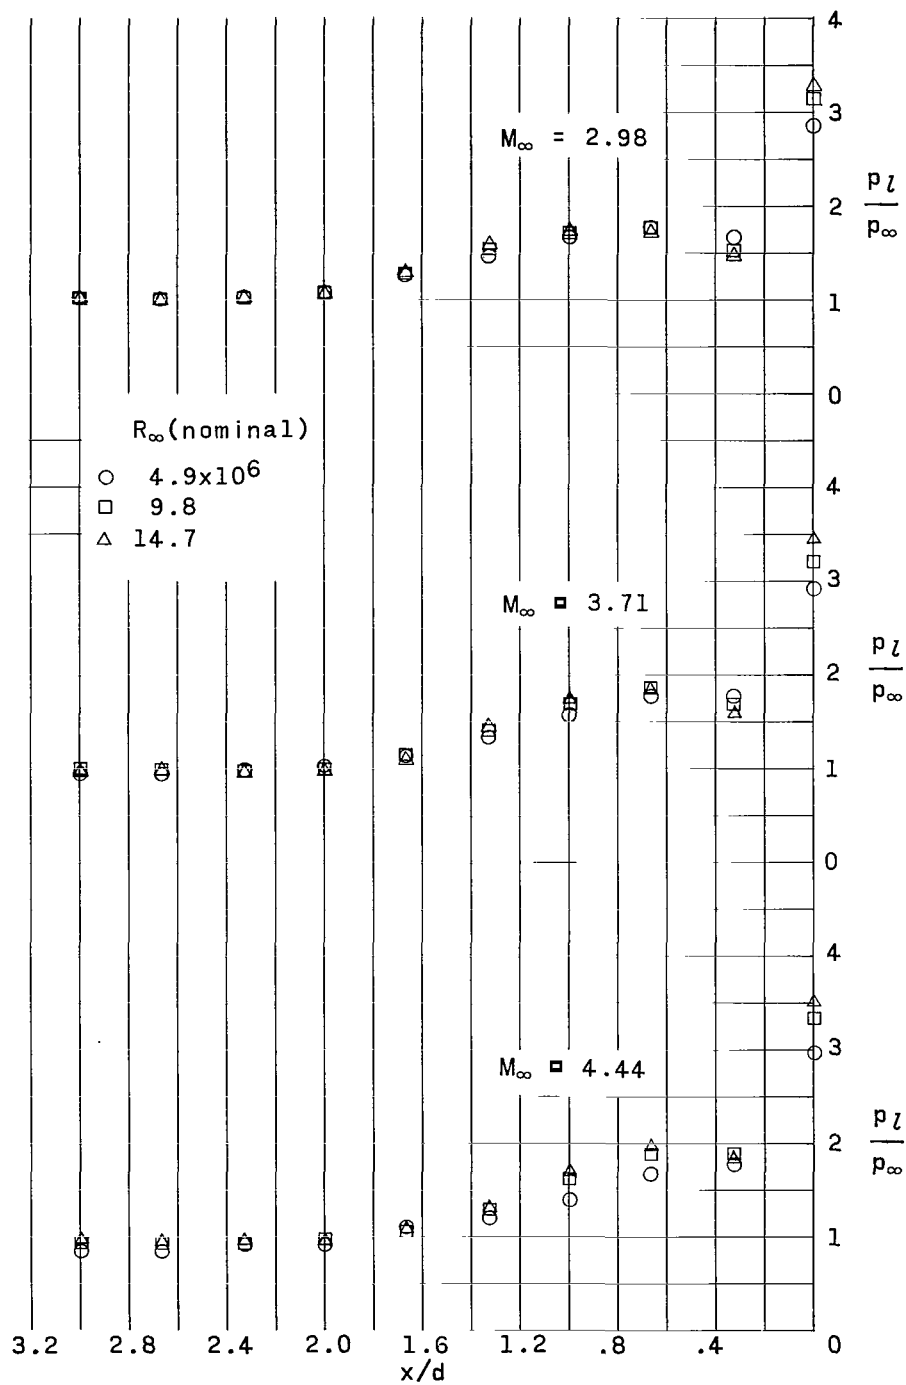 4
3
M∞ = 2.98
2
pl
p∞
1
0
R∞(nominal)
○ 4.9x10⁶
□ 9.8
△ 14.7
4
3
M∞ = 3.71
2
pl
p∞
1
0
4
3
M∞ = 4.44
2
pl
p∞
1
0
3.2 2.8 2.4 2.0 1.6 1.2 .8 .4
x/d